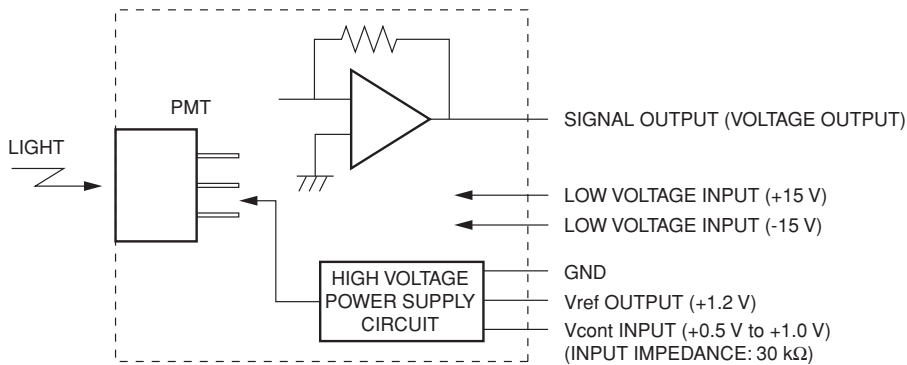 PMT
LIGHT
SIGNAL OUTPUT (VOLTAGE OUTPUT)
LOW VOLTAGE INPUT (+15 V)
LOW VOLTAGE INPUT (-15 V)
HIGH VOLTAGE
POWER SUPPLY
CIRCUIT
GND
Vref OUTPUT (+1.2 V)
Vcont INPUT (+0.5 V to +1.0 V)
(INPUT IMPEDANCE: 30 kΩ)